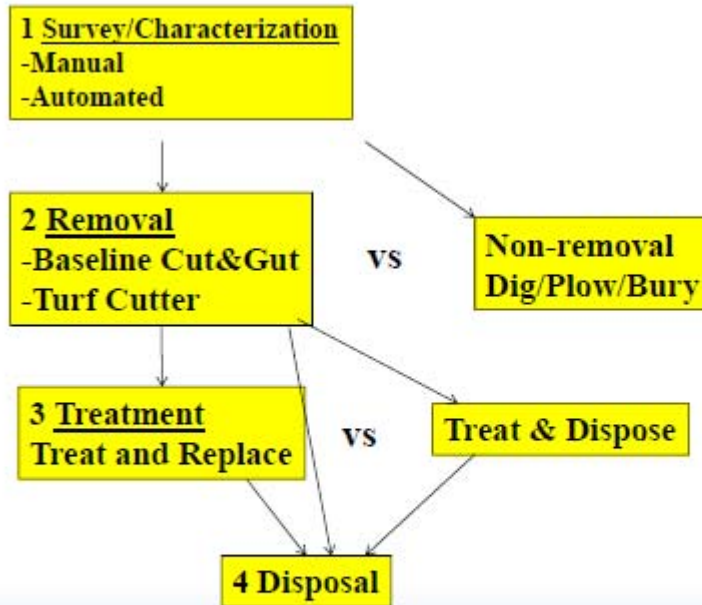 1 Survey/Characterization
-Manual
-Automated
2 Removal
-Baseline Cut&Gut
-Turf Cutter
vs
Non-removal
Dig/Plow/Bury
3 Treatment
Treat and Replace
vs
Treat & Dispose
4 Disposal